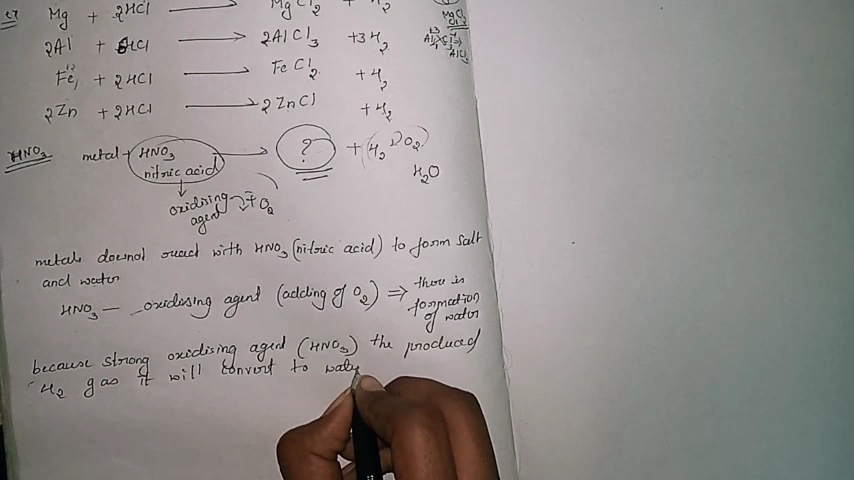 Mg + 2HCl → MgCl2 + H2
2Al + 6HCl → 2AlCl3 + 3H2
Fe + 2HCl → FeCl2 + H2
2Zn + 2HCl → 2ZnCl + H2
HNO3 metal + HNO3 → ? + H2 O2
nitric acid H2O
oxidising + O2
agent
metals doesnot react with HNO3 (nitric acid) to form salt
and water
HNO3 — oxidising agent (adding of O2) ⇒ there is
formation
of water
because strong oxidising agent (HNO3) the produced
H2 gas it will convert to wate